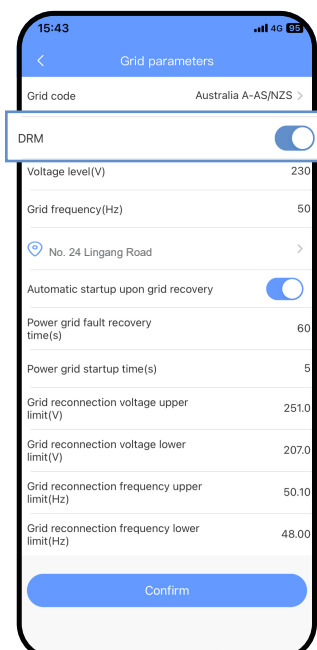 15:43
4G 95
Grid parameters
Grid code Australia A-AS/NZS
DRM
Voltage level(V) 230
Grid frequency(Hz) 50
No. 24 Lingang Road
Automatic startup upon grid recovery
Power grid fault recovery
time(s) 60
Power grid startup time(s) 5
Grid reconnection voltage upper
limit(V) 251.0
Grid reconnection voltage lower
limit(V) 207.0
Grid reconnection frequency upper
limit(Hz) 50.10
Grid reconnection frequency lower
limit(Hz) 48.00
Confirm